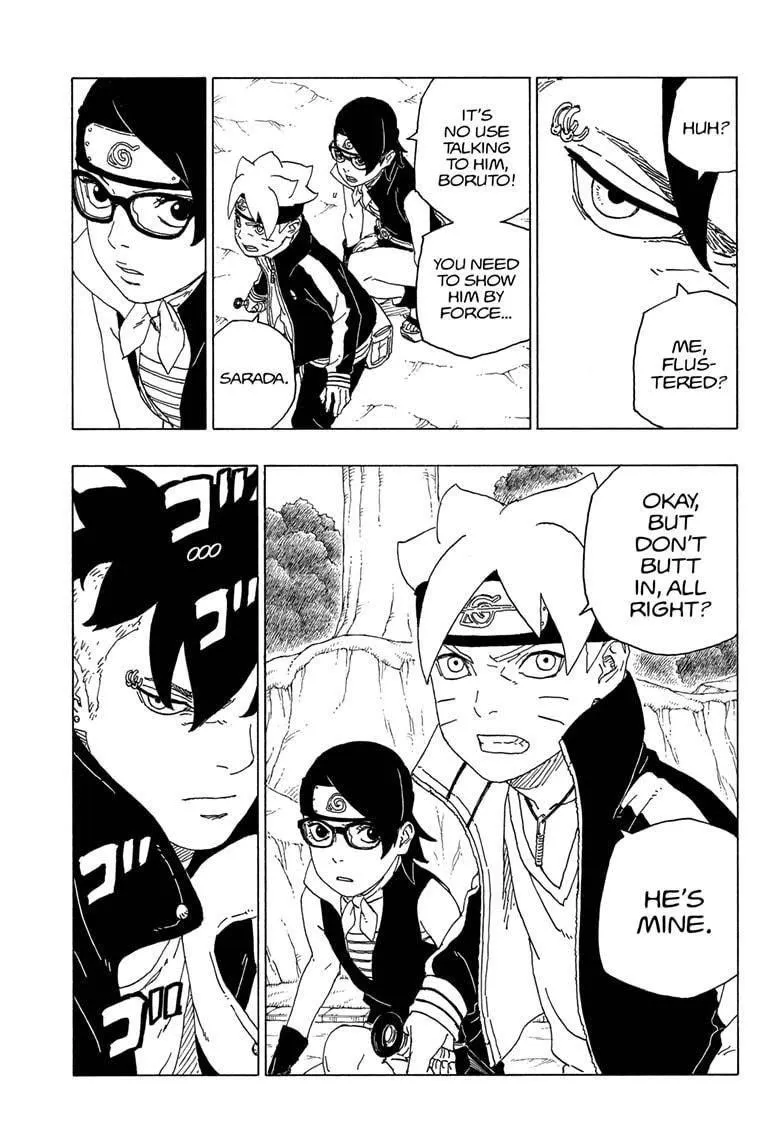 HUH?
ME,
FLUS-
TERED?
IT'S
NO USE
TALKING
TO HIM,
BORUTO!
YOU NEED
TO SHOW
HIM BY
FORCE...
SARADA.
OKAY,
BUT
DON'T
BUTT
IN, ALL
RIGHT?
HE'S
MINE.
ゴ
ooo
ゴ
ゴ
ゴ